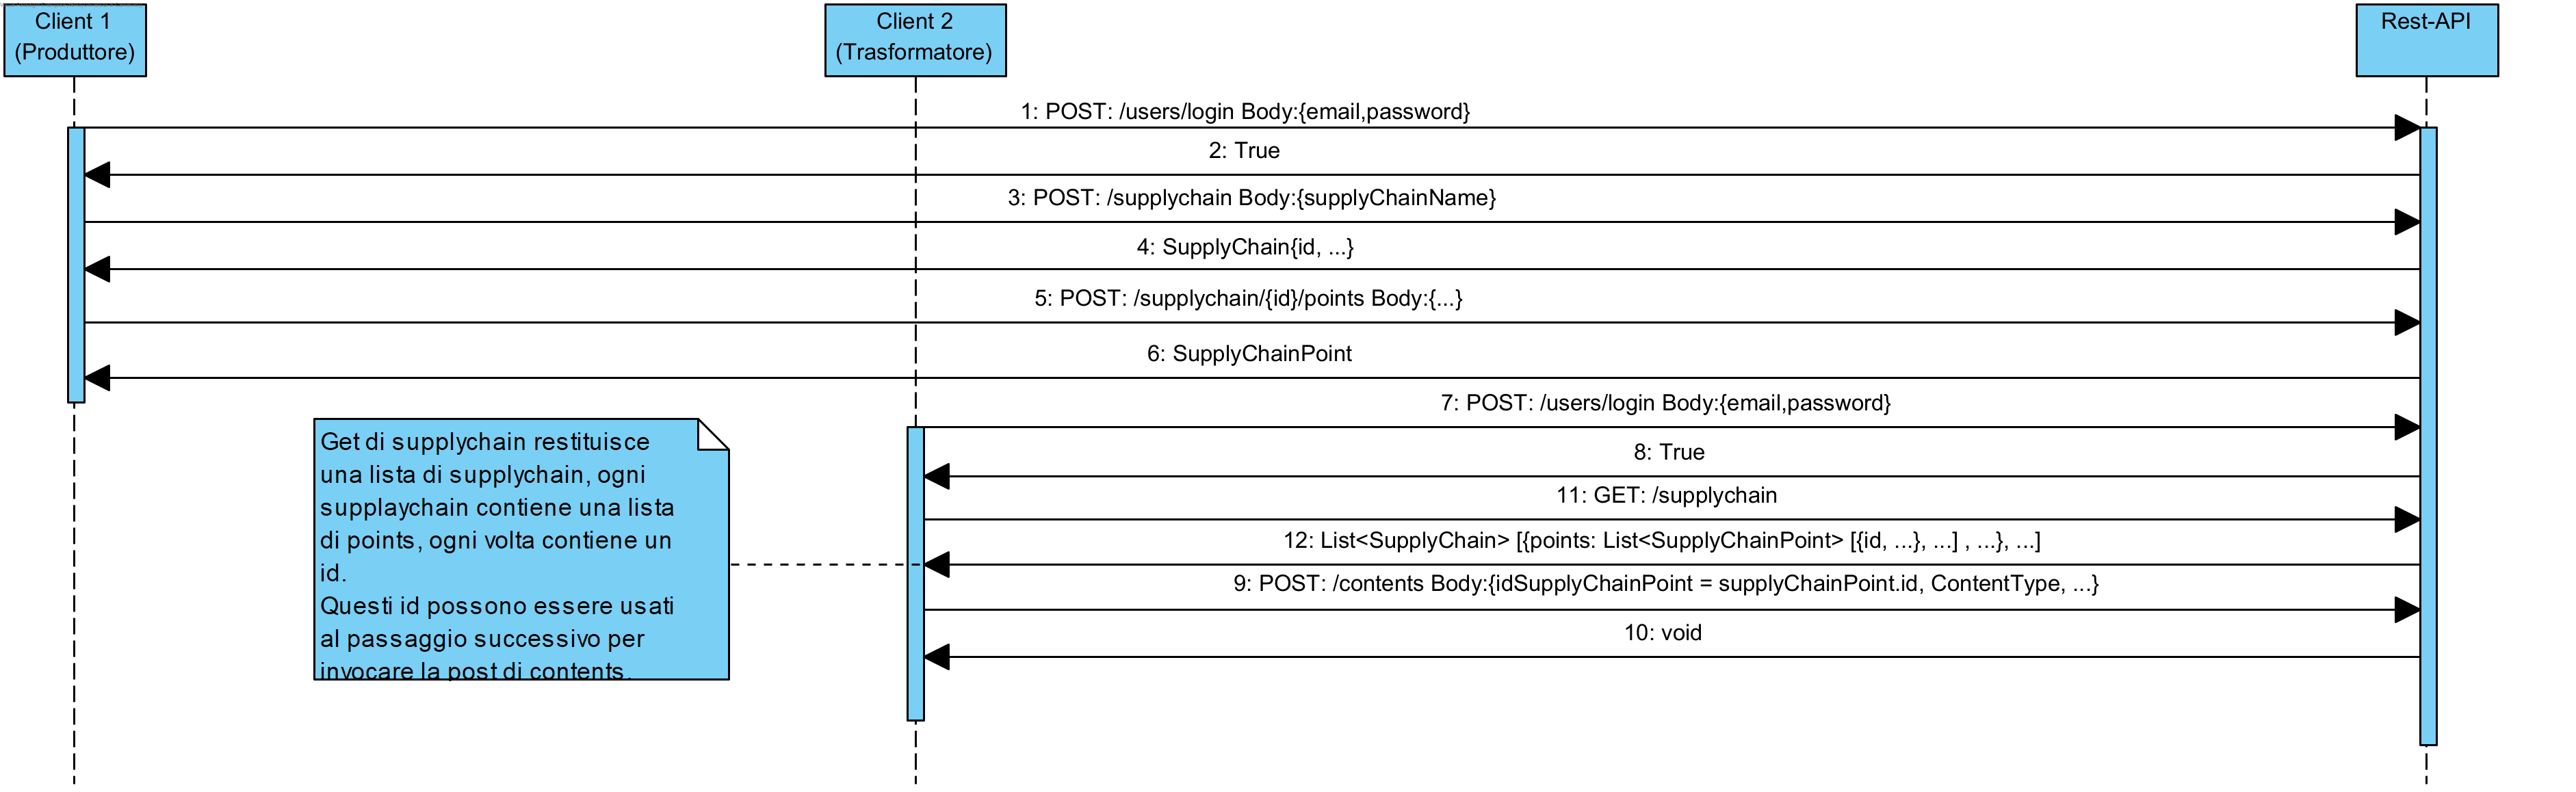 Client 1
(Produttore)
Client 2
(Trasformatore)
Rest-API
1: POST: /users/login Body:{email,password}
2: True
3: POST: /supplychain Body:{supplyChainName}
4: SupplyChain{id, ...}
5: POST: /supplychain/{id}/points Body:{...}
6: SupplyChainPoint
7: POST: /users/login Body:{email,password}
8: True
11: GET: /supplychain
12: List<SupplyChain> [{points: List<SupplyChainPoint> [{id, ...}, ...] , ...}, ...]
9: POST: /contents Body:{idSupplyChainPoint = supplyChainPoint.id, ContentType, ...}
10: void
Get di supplychain restituisce
una lista di supplychain, ogni
supplaychain contiene una lista
di points, ogni volta contiene un
id.
Questi id possono essere usati
al passaggio successivo per
invocare la post di contents.